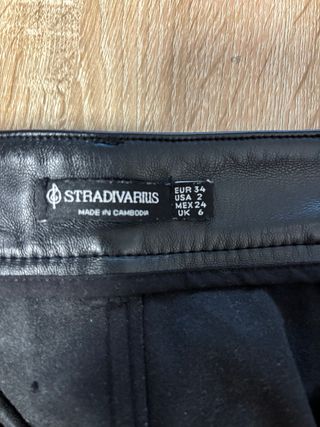 STRADIVARIUS
MADE IN CAMBODIA
EUR 34
USA 2
MEX 24
UK 6